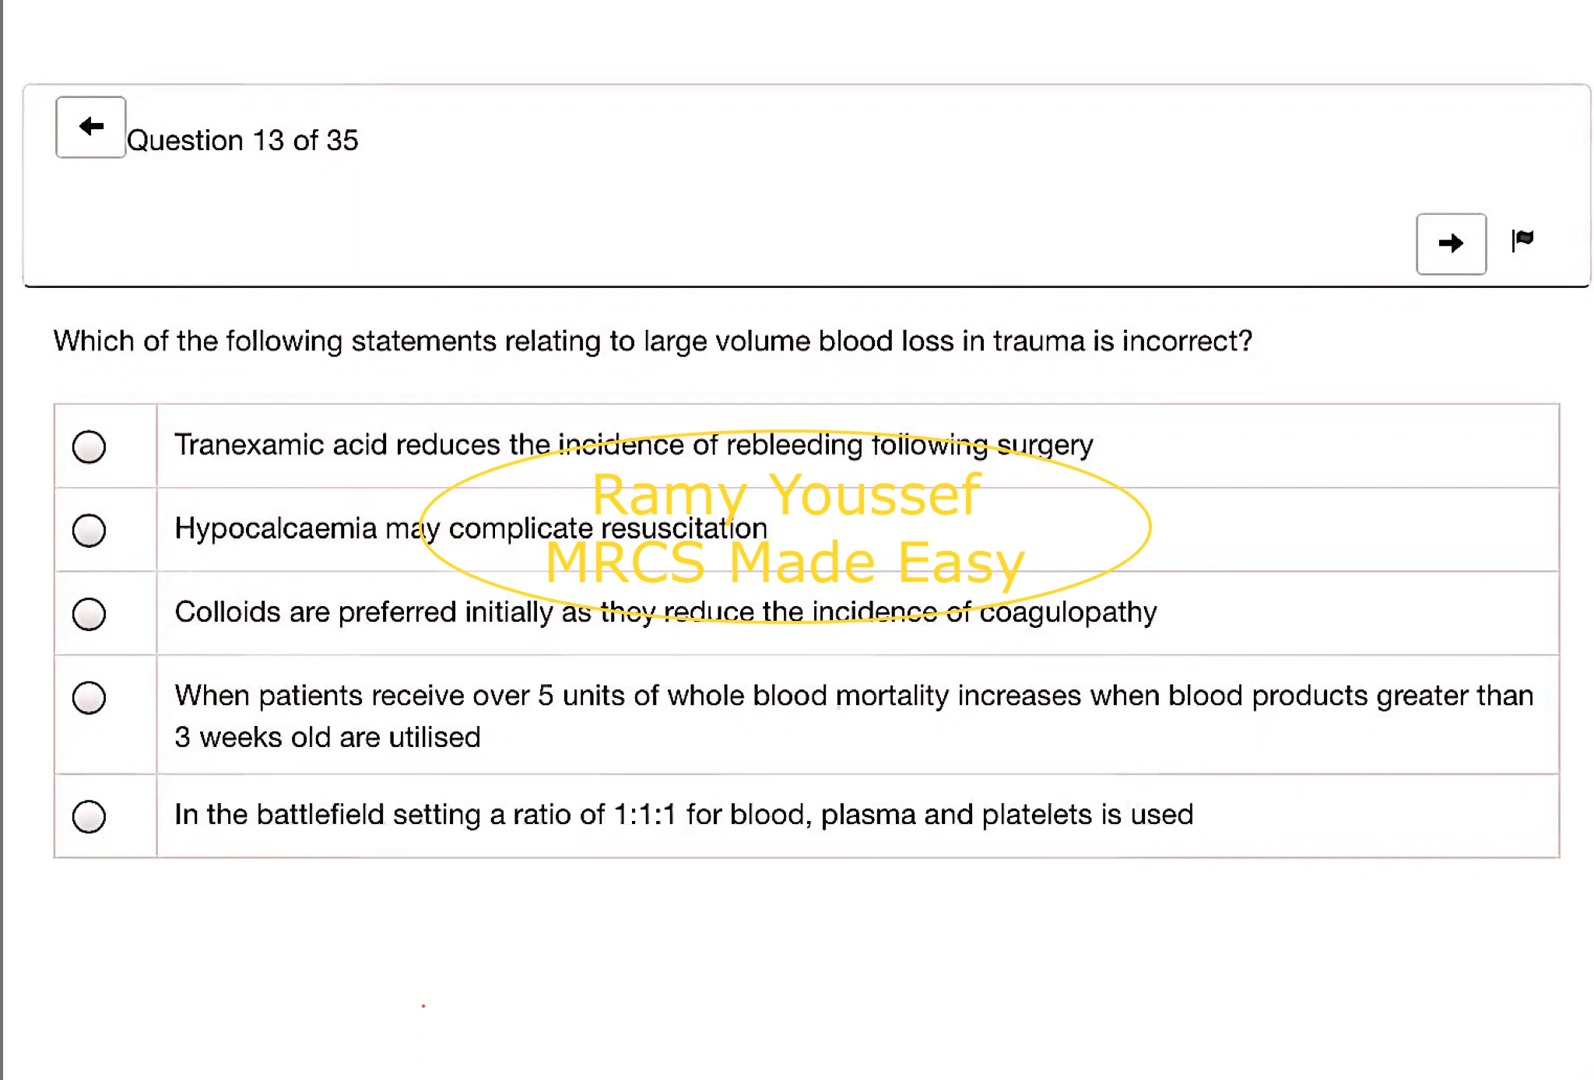 Question 13 of 35
Which of the following statements relating to large volume blood loss in trauma is incorrect?
Tranexamic acid reduces the incidence of rebleeding following surgery
Ramy Youssef
Hypocalcaemia may complicate resuscitation
MRCS Made Easy
Colloids are preferred initially as they reduce the incidence of coagulopathy
When patients receive over 5 units of whole blood mortality increases when blood products greater than
3 weeks old are utilised
In the battlefield setting a ratio of 1:1:1 for blood, plasma and platelets is used